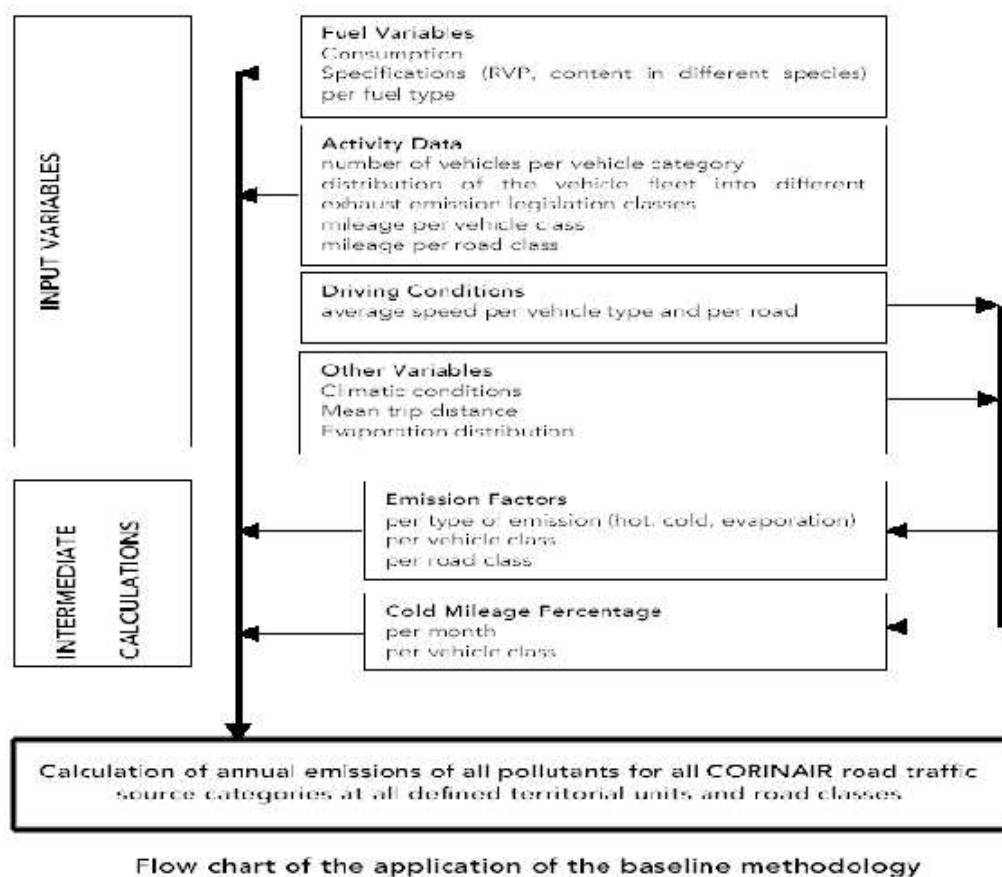 INPUT VARIABLES
Fuel Variables
Consumption
Specifications (RVP, content in different species)
per fuel type
Activity Data
number of vehicles per vehicle category
distribution of the vehicle fleet into different
exhaust emission legislation classes
mileage per vehicle class
mileage per road class
Driving Conditions
average speed per vehicle type and per road
Other Variables
Climatic conditions
Mean trip distance
Evaporation distribution
INTERMEDIATE
CALCULATIONS
Emission Factors
per type of emission (hot, cold, evaporation)
per vehicle class
per road class
Cold Mileage Percentage
per month
per vehicle class
Calculation of annual emissions of all pollutants for all CORINAIR road traffic
source categories at all defined territorial units and road classes
Flow chart of the application of the baseline methodology